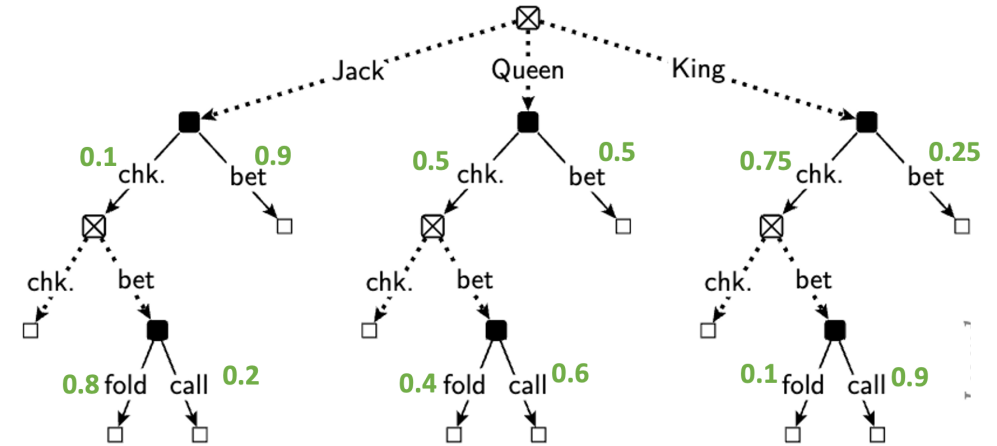 Jack Queen King
0.1 chk. 0.9 bet 0.5 chk. 0.5 bet 0.75 chk. 0.25 bet
chk. bet chk. bet chk. bet
0.8 fold call 0.2 0.4 fold call 0.6 0.1 fold call 0.9